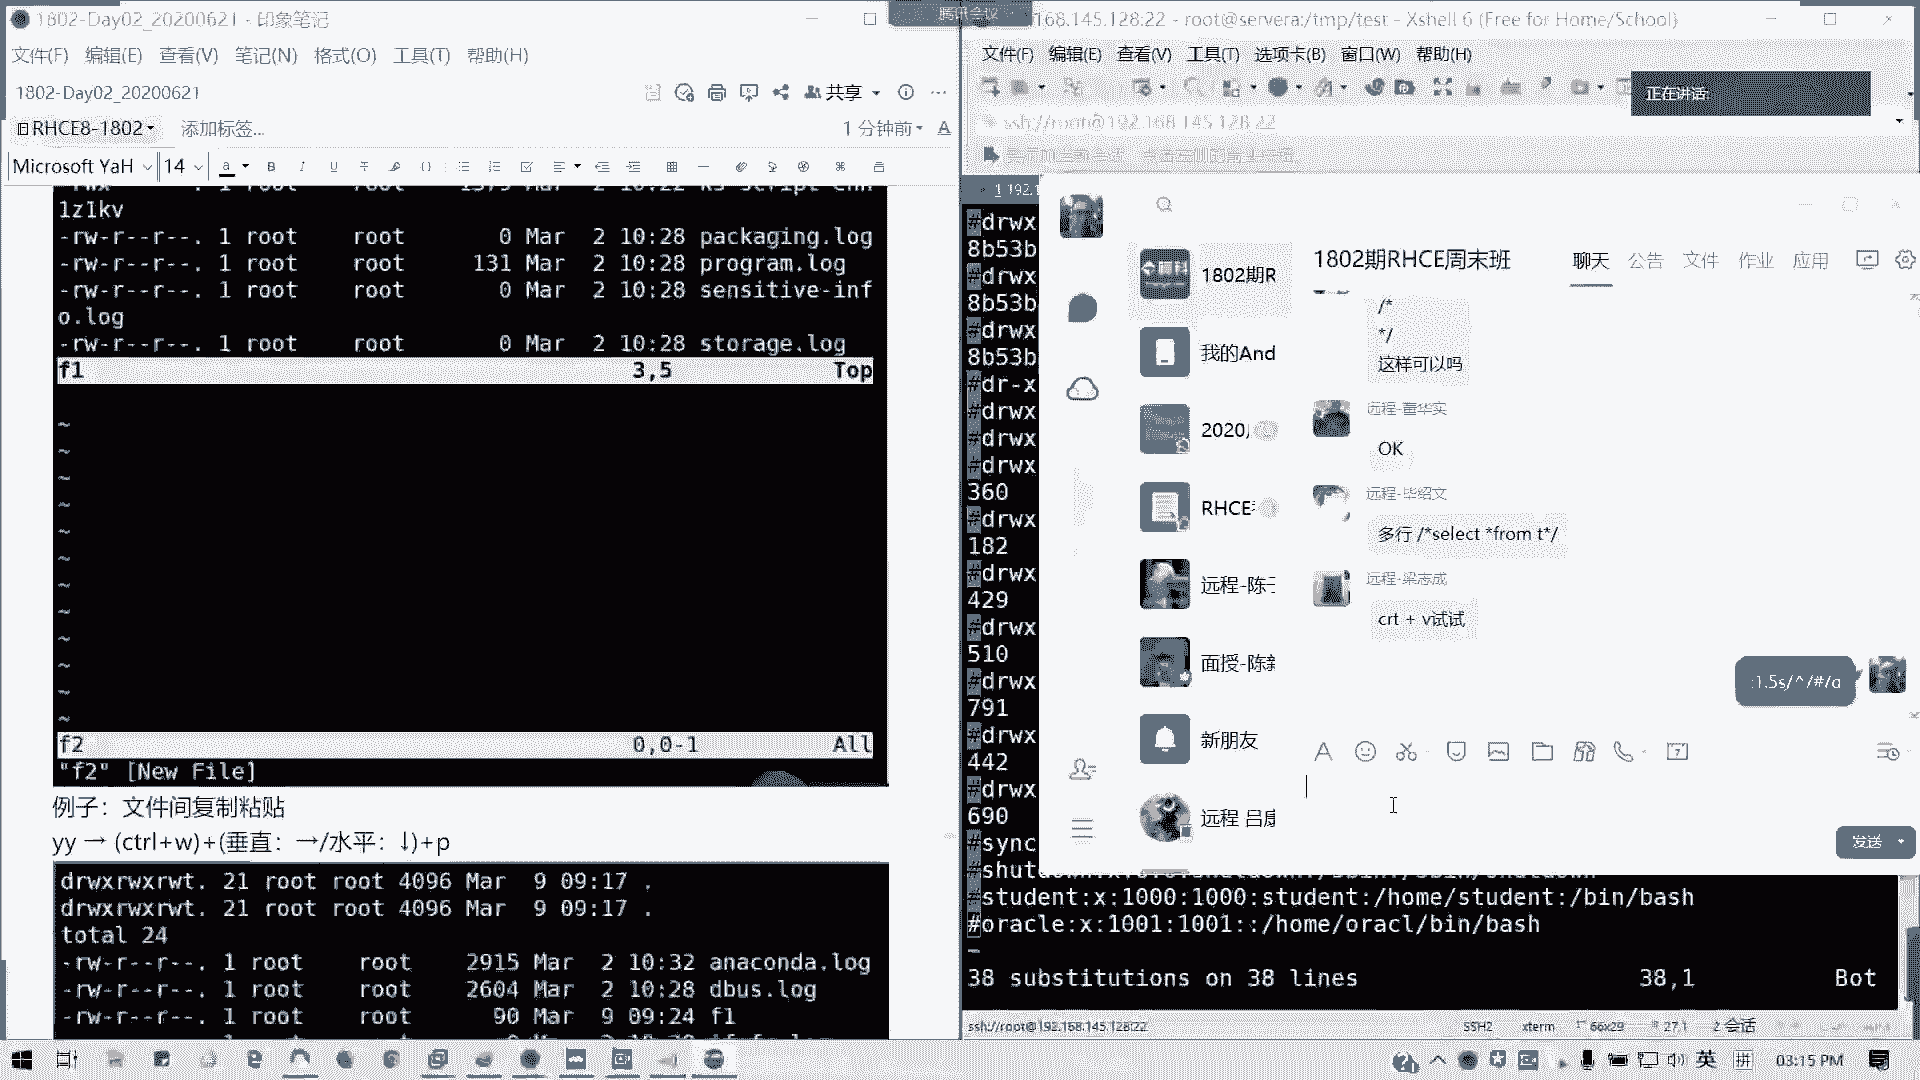 1802-Day02_20200621 - 印象笔记
文件(F) 编辑(E) 查看(V) 笔记(N) 格式(O) 工具(T) 帮助(H)
1802-Day02_20200621
共享
RHCE8-1802
添加标签...
1 分钟前
Microsoft YaH
14
1z1kv
-rw-r--r--. 1 root root 0 Mar 2 10:28 packaging.log
-rw-r--r--. 1 root root 131 Mar 2 10:28 program.log
-rw-r--r--. 1 root root 0 Mar 2 10:28 sensitive-inf
o.log
-rw-r--r--. 1 root root 0 Mar 2 10:28 storage.log
f1 3,5 Top
~
~
~
~
~
~
~
~
~
~
~
~
f2 0,0-1 All
"f2" [New File]
例子：文件间复制粘贴
yy → (ctrl+w)+(垂直：→/水平：↓)+p
drwxrwxrwt. 21 root root 4096 Mar 9 09:17 .
drwxrwxrwt. 21 root root 4096 Mar 9 09:17 .
total 24
-rw-r--r--. 1 root root 2915 Mar 2 10:32 anaconda.log
-rw-r--r--. 1 root root 2604 Mar 2 10:28 dbus.log
-rw-r--r--. 1 root root 90 Mar 9 09:24 f1
腾讯会议
168.145.128:22 - root@servera:/tmp/test - Xshell 6 (Free for Home/School)
文件(F) 编辑(E) 查看(V) 工具(T) 选项卡(B) 窗口(W) 帮助(H)
正在讲话:
ssh://root@192.168.145.128:22
1 192.
#drwx
8b53b
#drwx
8b53b
#drwx
8b53b
#dr-x
#drwx
#drwx
#drwx
360
#drwx
182
#drwx
429
#drwx
510
#drwx
791
#drwx
442
#drwx
690
#sync
#shut
#student:x:1000:1000:student:/home/student:/bin/bash
#oracle:x:1001:1001::/home/oracl/bin/bash
38 substitutions on 38 lines 38,1 Bot
ssh://root@192.168.145.128:22
SSH2 xterm 66x29 27,1 2 会话
1802期R
我的And
2020
RHCE
远程-陈
面授-陈
新朋友
远程 吕
1802期RHCE周末班
聊天 公告 文件 作业 应用
/*
*/
这样可以吗
远程-董华实
OK
远程-毕绍文
多行 /*select *from t*/
远程-梁志成
crt + v试试
:1.5s/^/#/g
发送
英 拼 03:15 PM